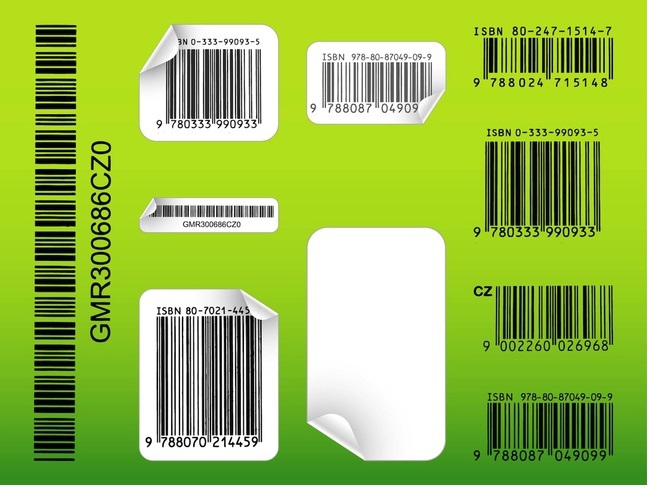 GMR300686CZ0
BN 0-333-99093-5
9 780333 990933
GMR300686CZ0
ISBN 80-7021-445
9 788070 214459
ISBN 978-80-87049-09-9
9 788087 04909
ISBN 80-247-1514-7
9 788024 715148
ISBN 0-333-99093-5
9 780333 990933
CZ
9 002260 026968
ISBN 978-80-87049-09-9
9 788087 049099